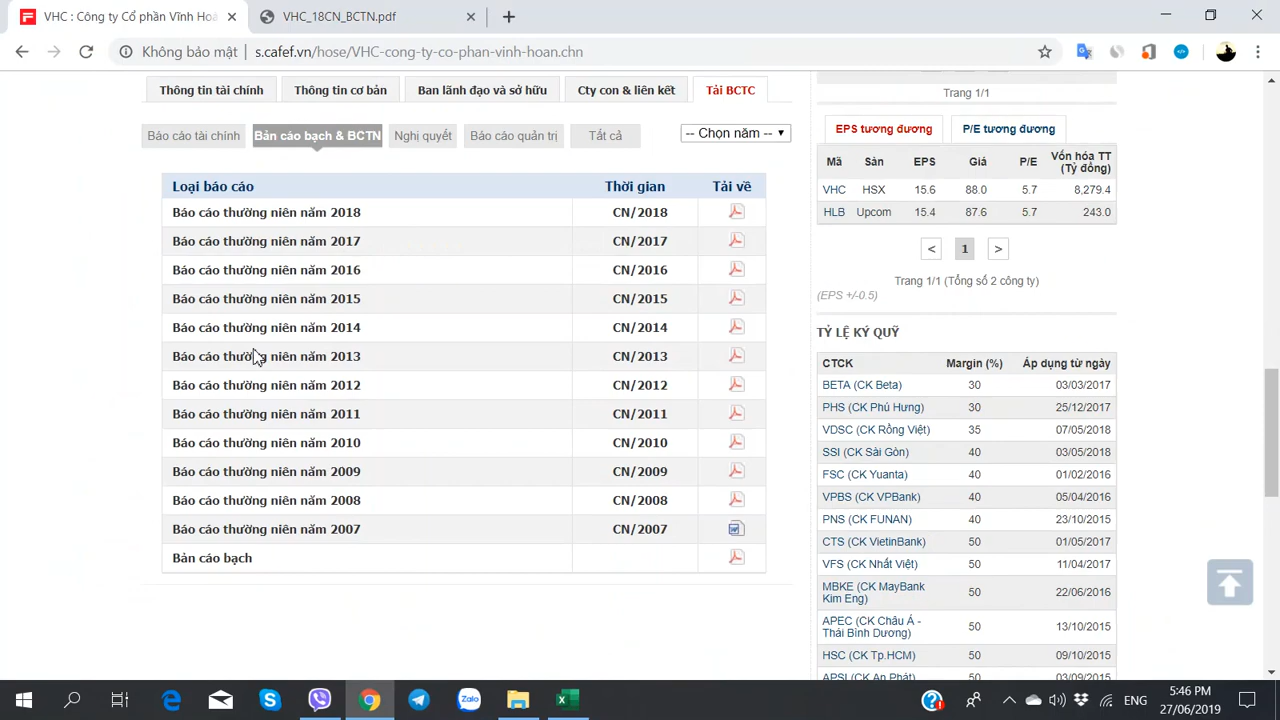 VHC : Công ty Cổ phần Vĩnh Hoà
VHC_18CN_BCTN.pdf
Không bảo mật
s.cafef.vn/hose/VHC-cong-ty-co-phan-vinh-hoan.chn
Thông tin tài chính
Thông tin cơ bản
Ban lãnh đạo và sở hữu
Cty con & liên kết
Tải BCTC
Báo cáo tài chính
Bản cáo bạch & BCTN
Nghị quyết
Báo cáo quản trị
Tất cả
-- Chọn năm --
Loại báo cáo Thời gian Tải về
Báo cáo thường niên năm 2018 CN/2018
Báo cáo thường niên năm 2017 CN/2017
Báo cáo thường niên năm 2016 CN/2016
Báo cáo thường niên năm 2015 CN/2015
Báo cáo thường niên năm 2014 CN/2014
Báo cáo thường niên năm 2013 CN/2013
Báo cáo thường niên năm 2012 CN/2012
Báo cáo thường niên năm 2011 CN/2011
Báo cáo thường niên năm 2010 CN/2010
Báo cáo thường niên năm 2009 CN/2009
Báo cáo thường niên năm 2008 CN/2008
Báo cáo thường niên năm 2007 CN/2007
Bản cáo bạch
Trang 1/1
EPS tương đương
P/E tương đương
Mã Sàn EPS Giá P/E Vốn hóa TT
(Tỷ đồng)
VHC HSX 15.6 88.0 5.7 8,279.4
HLB Upcom 15.4 87.6 5.7 243.0
< 1 >
Trang 1/1 (Tổng số 2 công ty)
(EPS +/-0.5)
TỶ LỆ KÝ QUỸ
CTCK Margin (%) Áp dụng từ ngày
BETA (CK Beta) 30 03/03/2017
PHS (CK Phú Hưng) 30 25/12/2017
VDSC (CK Rồng Việt) 35 07/05/2018
SSI (CK Sài Gòn) 40 03/05/2018
FSC (CK Yuanta) 40 01/02/2016
VPBS (CK VPBank) 40 05/04/2016
PNS (CK FUNAN) 40 23/10/2015
CTS (CK VietinBank) 50 01/05/2017
VFS (CK Nhất Việt) 50 11/04/2017
MBKE (CK MayBank
Kim Eng) 50 22/06/2016
APEC (CK Châu Á -
Thái Bình Dương) 50 13/10/2015
HSC (CK Tp.HCM) 50 09/10/2015
APSI (CK An Phát) 50 03/09/2015
Zalo
ENG
5:46 PM
27/06/2019